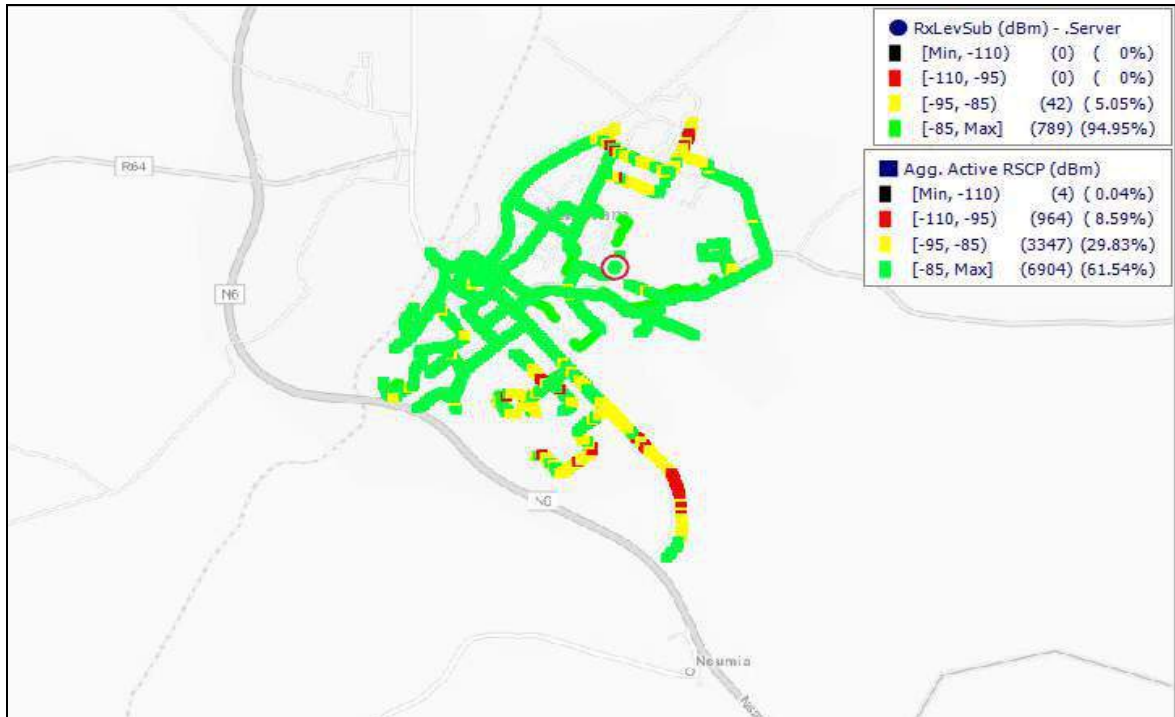 RxLevSub (dBm) - .Server
[Min, -110) (0) ( 0%)
[-110, -95) (0) ( 0%)
[-95, -85) (42) ( 5.05%)
[-85, Max] (789) (94.95%)
Agg. Active RSCP (dBm)
[Min, -110) (4) ( 0.04%)
[-110, -95) (964) ( 8.59%)
[-95, -85) (3347) (29.83%)
[-85, Max] (6904) (61.54%)
R64
N6
N6
Noumia